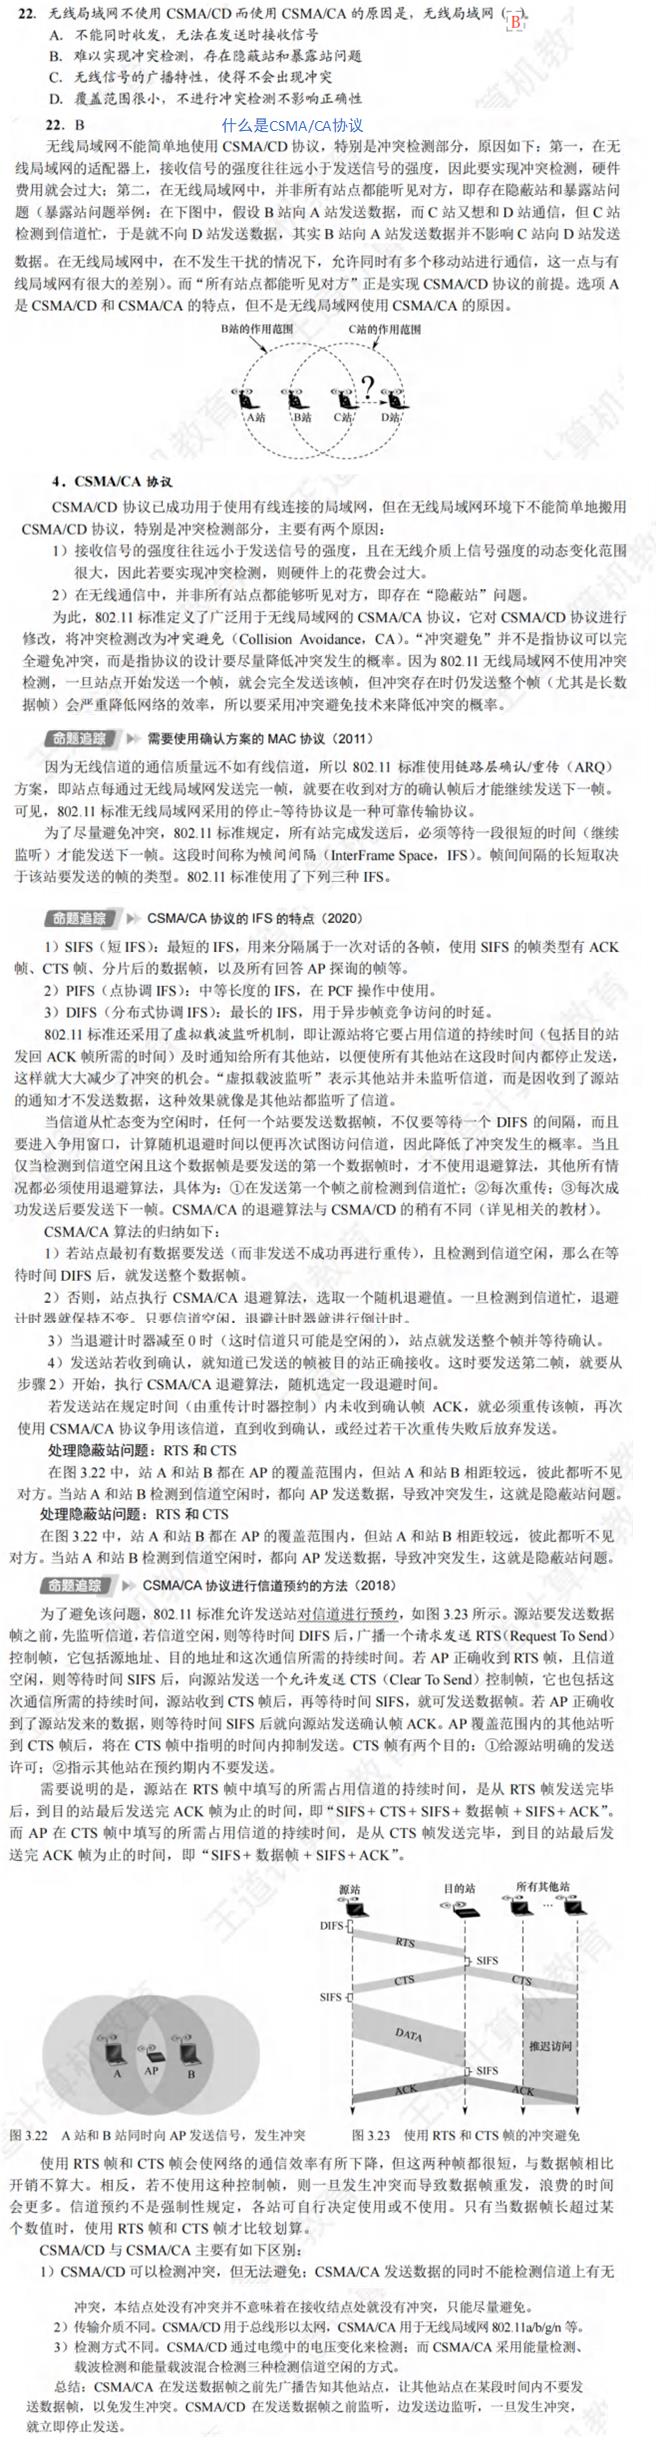 22. 无线局域网不使用 CSMA/CD 而使用 CSMA/CA 的原因是，无线局域网（ B ）。
A. 不能同时收发，无法在发送时接收信号
B. 难以实现冲突检测，存在隐蔽站和暴露站问题
C. 无线信号的广播特性，使得不会出现冲突
D. 覆盖范围很小，不进行冲突检测不影响正确性
22. B 什么是CSMA/CA协议
无线局域网不能简单地使用 CSMA/CD 协议，特别是冲突检测部分，原因如下：第一，在无
线局域网的适配器上，接收信号的强度往往远小于发送信号的强度，因此要实现冲突检测，硬件
费用就会过大；第二，在无线局域网中，并非所有站点都能听见对方，即存在隐蔽站和暴露站问
题（暴露站问题举例：在下图中，假设 B 站向 A 站发送数据，而 C 站又想和 D 站通信，但 C 站
检测到信道忙，于是就不向 D 站发送数据，其实 B 站向 A 站发送数据并不影响 C 站向 D 站发送
数据。在无线局域网中，在不发生干扰的情况下，允许同时有多个移动站进行通信，这一点与有
线局域网有很大的差别）。而“所有站点都能听见对方”正是实现 CSMA/CD 协议的前提。选项 A
是 CSMA/CD 和 CSMA/CA 的特点，但不是无线局域网使用 CSMA/CA 的原因。
B站的作用范围 C站的作用范围
?
A站 B站 C站 D站
4．CSMA/CA 协议
CSMA/CD 协议已成功用于使用有线连接的局域网，但在无线局域网环境下不能简单地搬用
CSMA/CD 协议，特别是冲突检测部分，主要有两个原因：
1）接收信号的强度往往远小于发送信号的强度，且在无线介质上信号强度的动态变化范围
很大，因此若要实现冲突检测，则硬件上的花费会过大。
2）在无线通信中，并非所有站点都能够听见对方，即存在“隐蔽站”问题。
为此，802.11 标准定义了广泛用于无线局域网的 CSMA/CA 协议，它对 CSMA/CD 协议进行
修改，将冲突检测改为冲突避免（Collision Avoidance，CA）。“冲突避免”并不是指协议可以完
全避免冲突，而是指协议的设计要尽量降低冲突发生的概率。因为 802.11 无线局域网不使用冲突
检测，一旦站点开始发送一个帧，就会完全发送该帧，但冲突存在时仍发送整个帧（尤其是长数
据帧）会严重降低网络的效率，所以要采用冲突避免技术来降低冲突的概率。
命题追踪 需要使用确认方案的 MAC 协议（2011）
因为无线信道的通信质量远不如有线信道，所以 802.11 标准使用链路层确认/重传（ARQ）
方案，即站点每通过无线局域网发送完一帧，就要在收到对方的确认帧后才能继续发送下一帧。
可见，802.11 标准无线局域网采用的停止-等待协议是一种可靠传输协议。
为了尽量避免冲突，802.11 标准规定，所有站完成发送后，必须等待一段很短的时间（继续
监听）才能发送下一帧。这段时间称为帧间间隔（InterFrame Space，IFS）。帧间间隔的长短取决
于该站要发送的帧的类型。802.11 标准使用了下列三种 IFS。
命题追踪 CSMA/CA 协议的 IFS 的特点（2020）
1）SIFS（短 IFS）：最短的 IFS，用来分隔属于一次对话的各帧，使用 SIFS 的帧类型有 ACK
帧、CTS 帧、分片后的数据帧，以及所有回答 AP 探询的帧等。
2）PIFS（点协调 IFS）：中等长度的 IFS，在 PCF 操作中使用。
3）DIFS（分布式协调 IFS）：最长的 IFS，用于异步帧竞争访问的时延。
802.11 标准还采用了虚拟载波监听机制，即让源站将它要占用信道的持续时间（包括目的站
发回 ACK 帧所需的时间）及时通知给所有其他站，以便使所有其他站在这段时间内都停止发送，
这样就大大减少了冲突的机会。“虚拟载波监听”表示其他站并未监听信道，而是因收到了源站
的通知才不发送数据，这种效果就像是其他站都监听了信道。
当信道从忙态变为空闲时，任何一个站要发送数据帧，不仅要等待一个 DIFS 的间隔，而且
要进入争用窗口，计算随机退避时间以便再次试图访问信道，因此降低了冲突发生的概率。当且
仅当检测到信道空闲且这个数据帧是要发送的第一个数据帧时，才不使用退避算法，其他所有情
况都必须使用退避算法，具体为：①在发送第一个帧之前检测到信道忙；②每次重传；③每次成
功发送后要发送下一帧。CSMA/CA 的退避算法与 CSMA/CD 的稍有不同（详见相关的教材）。
CSMA/CA 算法的归纳如下：
1）若站点最初有数据要发送（而非发送不成功再进行重传），且检测到信道空闲，那么在等
待时间 DIFS 后，就发送整个数据帧。
2）否则，站点执行 CSMA/CA 退避算法，选取一个随机退避值。一旦检测到信道忙，退避
计时器就保持不变。只要信道空闲，退避计时器就进行倒计时。
3）当退避计时器减至 0 时（这时信道只可能是空闲的），站点就发送整个帧并等待确认。
4）发送站若收到确认，就知道已发送的帧被目的站正确接收。这时要发送第二帧，就要从
步骤 2）开始，执行 CSMA/CA 退避算法，随机选定一段退避时间。
若发送站在规定时间（由重传计时器控制）内未收到确认帧 ACK，就必须重传该帧，再次
使用 CSMA/CA 协议争用该信道，直到收到确认，或经过若干次重传失败后放弃发送。
处理隐蔽站问题：RTS 和 CTS
在图 3.22 中，站 A 和站 B 都在 AP 的覆盖范围内，但站 A 和站 B 相距较远，彼此都听不见
对方。当站 A 和站 B 检测到信道空闲时，都向 AP 发送数据，导致冲突发生，这就是隐蔽站问题。
处理隐蔽站问题：RTS 和 CTS
在图 3.22 中，站 A 和站 B 都在 AP 的覆盖范围内，但站 A 和站 B 相距较远，彼此都听不见
对方。当站 A 和站 B 检测到信道空闲时，都向 AP 发送数据，导致冲突发生，这就是隐蔽站问题。
命题追踪 CSMA/CA 协议进行信道预约的方法（2018）
为了避免该问题，802.11 标准允许发送站对信道进行预约，如图 3.23 所示。源站要发送数据
帧之前，先监听信道，若信道空闲，则等待时间 DIFS 后，广播一个请求发送 RTS（Request To Send）
控制帧，它包括源地址、目的地址和这次通信所需的持续时间。若 AP 正确收到 RTS 帧，且信道
空闲，则等待时间 SIFS 后，向源站发送一个允许发送 CTS（Clear To Send）控制帧，它也包括这
次通信所需的持续时间，源站收到 CTS 帧后，再等待时间 SIFS，就可发送数据帧。若 AP 正确收
到了源站发来的数据，则等待时间 SIFS 后就向源站发送确认帧 ACK。AP 覆盖范围内的其他站听
到 CTS 帧后，将在 CTS 帧中指明的时间内抑制发送。CTS 帧有两个目的：①给源站明确的发送
许可；②指示其他站在预约期内不要发送。
需要说明的是，源站在 RTS 帧中填写的所需占用信道的持续时间，是从 RTS 帧发送完毕
后，到目的站最后发送完 ACK 帧为止的时间，即“SIFS + CTS + SIFS + 数据帧 + SIFS + ACK”。
而 AP 在 CTS 帧中填写的所需占用信道的持续时间，是从 CTS 帧发送完毕，到目的站最后发
送完 ACK 帧为止的时间，即“SIFS + 数据帧 + SIFS + ACK”。
源站 目的站 所有其他站
…
DIFS
RTS
SIFS
CTS CTS
SIFS
DATA
推迟访问
SIFS
ACK ACK
A AP B
图 3.22 A 站和 B 站同时向 AP 发送信号，发生冲突 图 3.23 使用 RTS 和 CTS 帧的冲突避免
使用 RTS 帧和 CTS 帧会使网络的通信效率有所下降，但这两种帧都很短，与数据帧相比
开销不算大。相反，若不使用这种控制帧，则一旦发生冲突而导致数据帧重发，浪费的时间
会更多。信道预约不是强制性规定，各站可自行决定使用或不使用。只有当数据帧长超过某
个数值时，使用 RTS 帧和 CTS 帧才比较划算。
CSMA/CD 与 CSMA/CA 主要有如下区别：
1）CSMA/CD 可以检测冲突，但无法避免；CSMA/CA 发送数据的同时不能检测信道上有无
冲突，本结点处没有冲突并不意味着在接收结点处就没有冲突，只能尽量避免。
2）传输介质不同。CSMA/CD 用于总线形以太网，CSMA/CA 用于无线局域网 802.11a/b/g/n 等。
3）检测方式不同。CSMA/CD 通过电缆中的电压变化来检测；而 CSMA/CA 采用能量检测、
载波检测和能量载波混合检测三种检测信道空闲的方式。
总结：CSMA/CA 在发送数据帧之前先广播告知其他站点，让其他站点在某段时间内不要发
送数据帧，以免发生冲突。CSMA/CD 在发送数据帧之前监听，边发送边监听，一旦发生冲突，
就立即停止发送。